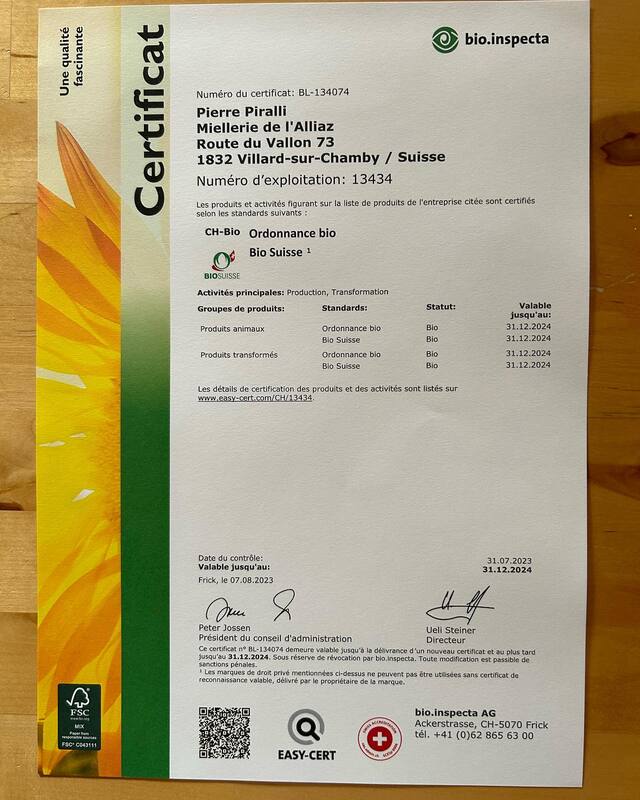 Une qualité
fascinante
Certificat
bio.inspecta
Numéro du certificat: BL-134074
Pierre Piralli
Miellerie de l'Alliaz
Route du Vallon 73
1832 Villard-sur-Chamby / Suisse
Numéro d'exploitation: 13434
Les produits et activités figurant sur la liste de produits de l'entreprise citée sont certifiés
selon les standards suivants :
CH-Bio Ordonnance bio
BIOSUISSE Bio Suisse ¹
Activités principales: Production, Transformation
Groupes de produits: Standards: Statut: Valable
jusqu'au:
Produits animaux Ordonnance bio Bio 31.12.2024
Bio Suisse Bio 31.12.2024
Produits transformés Ordonnance bio Bio 31.12.2024
Bio Suisse Bio 31.12.2024
Les détails de certification des produits et des activités sont listés sur
www.easy-cert.com/CH/13434.
Date du contrôle: 31.07.2023
Valable jusqu'au: 31.12.2024
Frick, le 07.08.2023
Peter Jossen Ueli Steiner
Président du conseil d'administration Directeur
Ce certificat n° BL-134074 demeure valable jusqu'à la délivrance d'un nouveau certificat et au plus tard
jusqu'au 31.12.2024. Sous réserve de révocation par bio.inspecta. Toute modification est passible de
sanctions pénales.
¹ Les marques de droit privé mentionnées ci-dessus ne peuvent pas être utilisées sans certificat de
reconnaissance valable, délivré par le propriétaire de la marque.
FSC
www.fsc.org
MIX
Paper from
responsible sources
FSC® C043111
EASY-CERT
SWISS ACCREDITATION
bio.inspecta AG
Ackerstrasse, CH-5070 Frick
tél. +41 (0)62 865 63 00